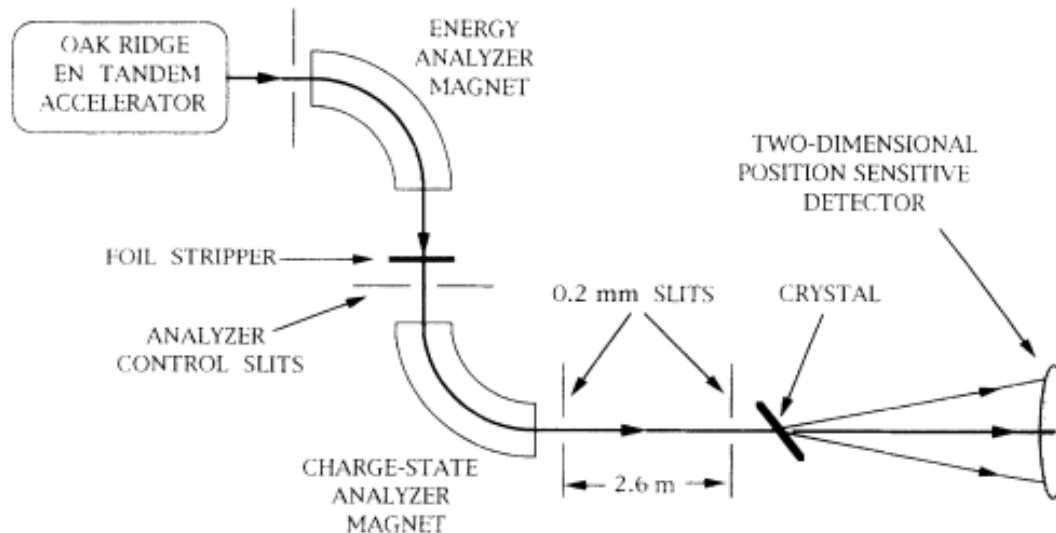 OAK RIDGE
EN TANDEM
ACCELERATOR
ENERGY
ANALYZER
MAGNET
TWO-DIMENSIONAL
POSITION SENSITIVE
DETECTOR
FOIL STRIPPER
0.2 mm SLITS
CRYSTAL
ANALYZER
CONTROL SLITS
CHARGE-STATE
ANALYZER
MAGNET
2.6 m